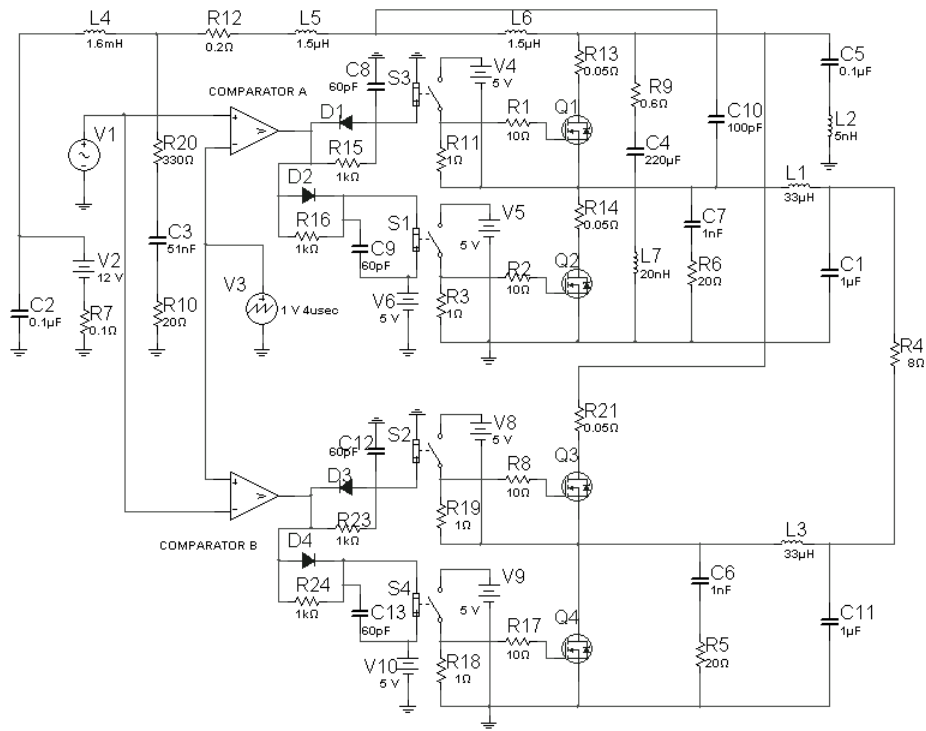 L4
1.6mH
R12
0.2Ω
L5
1.5µH
L6
1.5µH
C8
60pF
S3
V4
5 V
R13
0.05Ω
C5
0.1µF
R9
0.6Ω
C10
100pF
L2
5nH
COMPARATOR A
D1
R1
10Ω
Q1
V1
R20
330Ω
R15
1kΩ
R11
1Ω
C4
220µF
D2
L1
33µH
R16
1kΩ
S1
V5
5 V
R14
0.05Ω
C7
1nF
C3
51nF
C9
60pF
V2
12 V
R2
10Ω
Q2
L7
20nH
R6
20Ω
C1
1µF
V3
1 V 4usec
V6
5 V
R3
1Ω
C2
0.1µF
R7
0.1Ω
R10
20Ω
R4
8Ω
R21
0.05Ω
C12
60pF
S2
V8
5 V
D3
R8
10Ω
Q3
R23
1kΩ
R19
1Ω
COMPARATOR B
D4
L3
33µH
R24
1kΩ
S4
V9
5 V
C6
1nF
C13
60pF
R17
10Ω
Q4
C11
1µF
V10
5 V
R18
1Ω
R5
20Ω